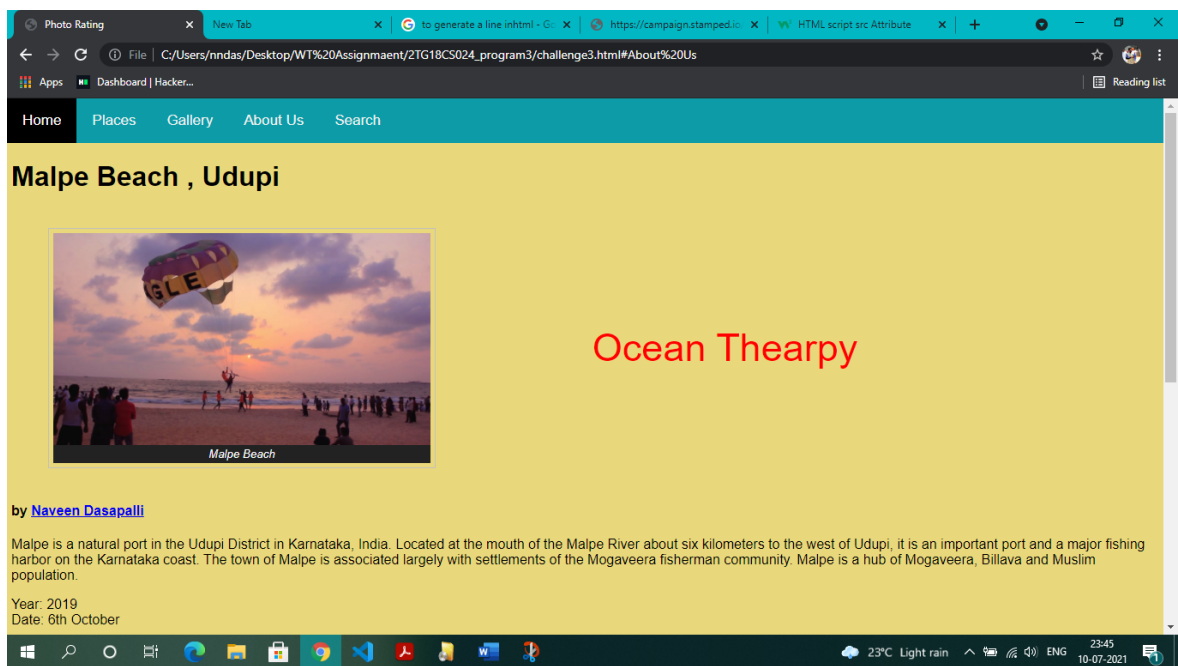 Photo Rating
New Tab
to generate a line inhtml - Go
https://campaign.stamped.io/
HTML script src Attribute
File
C:/Users/nndas/Desktop/WT%20Assignmaent/2TG18CS024_program3/challenge3.html#About%20Us
Apps
Dashboard | Hacker...
Reading list
Home Places Gallery About Us Search
Malpe Beach , Udupi
GLE
Malpe Beach
Ocean Thearpy
by Naveen Dasapalli
Malpe is a natural port in the Udupi District in Karnataka, India. Located at the mouth of the Malpe River about six kilometers to the west of Udupi, it is an important port and a major fishing
harbor on the Karnataka coast. The town of Malpe is associated largely with settlements of the Mogaveera fisherman community. Malpe is a hub of Mogaveera, Billava and Muslim
population.
Year: 2019
Date: 6th October
23°C Light rain
ENG
23:45
10-07-2021